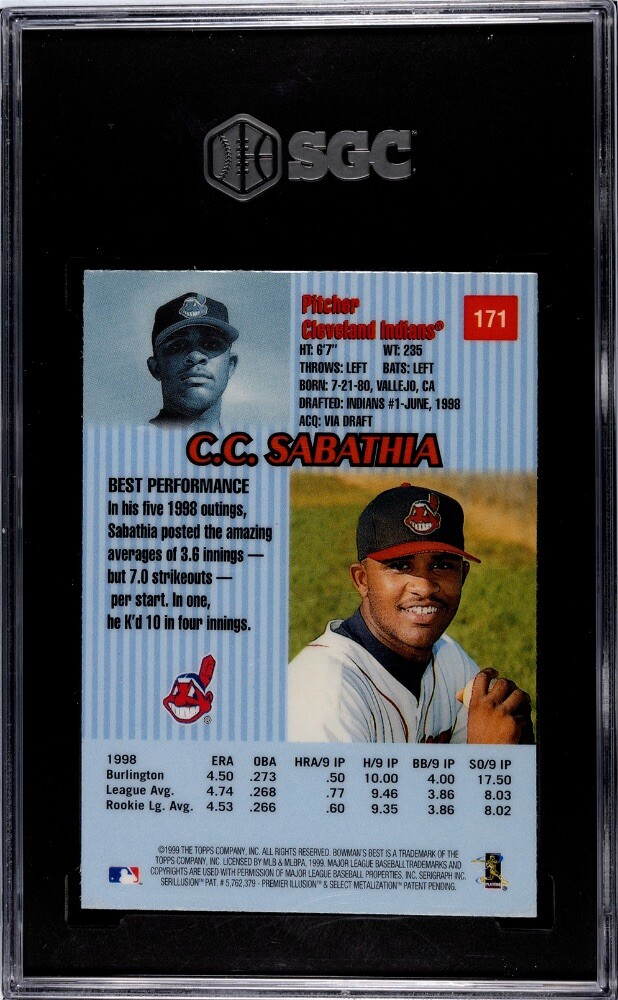 SGC
Pitcher
Cleveland Indians®
171
HT: 6'7" WT: 235
THROWS: LEFT BATS: LEFT
BORN: 7-21-80, VALLEJO, CA
DRAFTED: INDIANS #1-JUNE, 1998
ACQ: VIA DRAFT
C.C. SABATHIA
BEST PERFORMANCE
In his five 1998 outings,
Sabathia posted the amazing
averages of 3.6 innings —
but 7.0 strikeouts —
per start. In one,
he K'd 10 in four innings.
1998 ERA OBA HRA/9 IP H/9 IP BB/9 IP SO/9 IP
Burlington 4.50 .273 .50 10.00 4.00 17.50
League Avg. 4.74 .268 .77 9.46 3.86 8.03
Rookie Lg. Avg. 4.53 .266 .60 9.35 3.86 8.02
©1999 THE TOPPS COMPANY, INC. ALL RIGHTS RESERVED. BOWMAN'S BEST IS A TRADEMARK OF THE
TOPPS COMPANY, INC. LICENSED BY MLB & MLBPA, 1999. MAJOR LEAGUE BASEBALL TRADEMARKS AND
COPYRIGHTS ARE USED WITH PERMISSION OF MAJOR LEAGUE BASEBALL PROPERTIES, INC. SERIGRAPH INC.
SERILLUSION™ PAT. # 5,762,379 - PREMIER ILLUSION™ & SELECT METALIZATION™ PATENT PENDING.